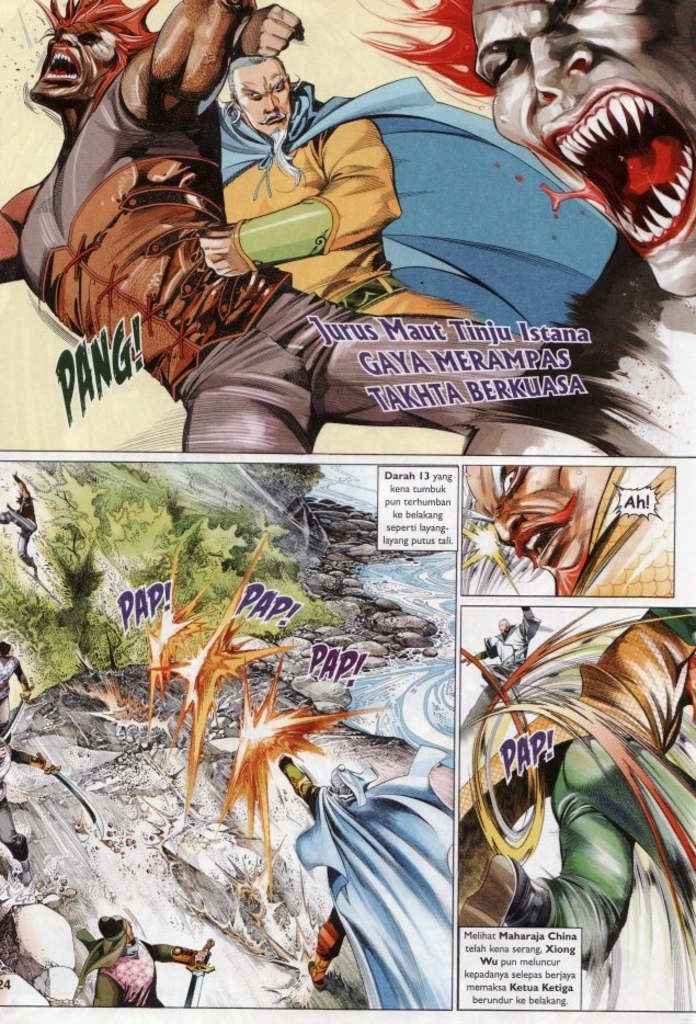 PANG!
Jurus Maut Tinju Istana
GAYA MERAMPAS
TAKHTA BERKUASA
Darah 13 yang
kena tumbuk
pun terhumban
ke belakang
seperti layang-
layang putus tali.
PAP!
PAP!
PAP!
Ah!
PAP!
Melihat Maharaja China
telah kena serang, Xiong
Wu pun meluncur
kepadanya selepas berjaya
memaksa Ketua Ketiga
berundur ke belakang.
24